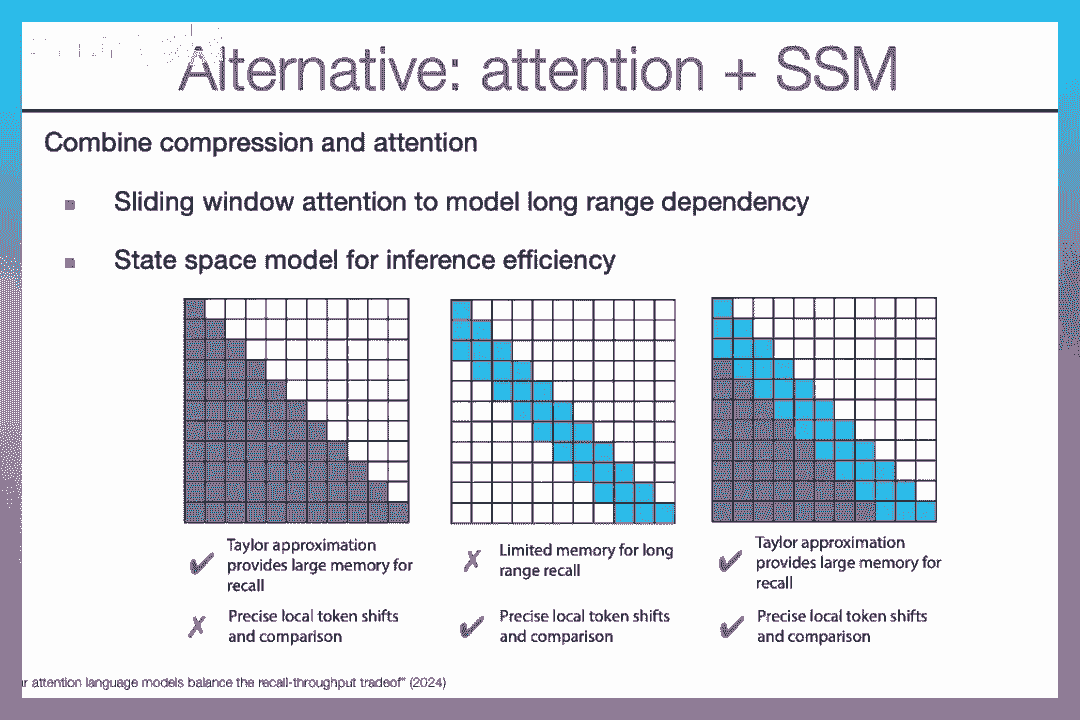 Alternative: attention + SSM
Combine compression and attention
Sliding window attention to model long range dependency
State space model for inference efficiency
✔ Taylor approximation
provides large memory for
recall
✗ Precise local token shifts
and comparison
✗ Limited memory for long
range recall
✔ Precise local token shifts
and comparison
✔ Taylor approximation
provides large memory for
recall
✔ Precise local token shifts
and comparison
attention language models balance the recall-throughput tradeof" (2024)